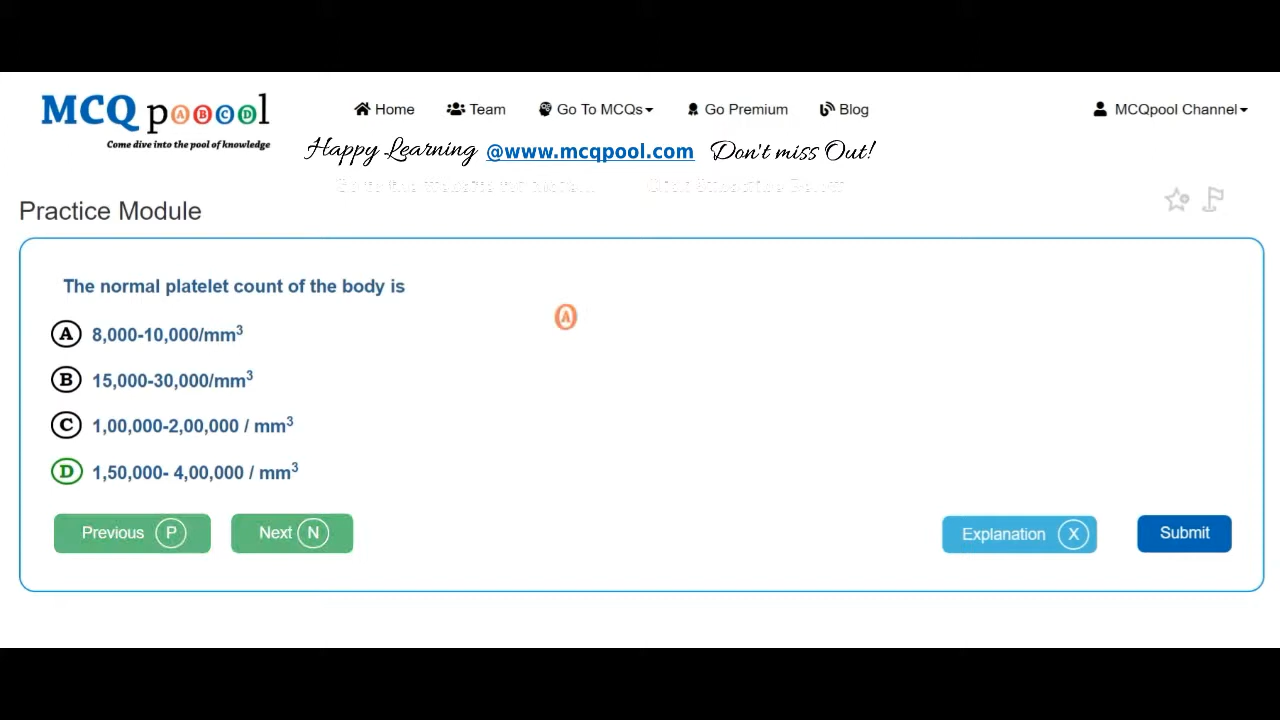 MCQ pooool
Come dive into the pool of knowledge
Home Team Go To MCQs Go Premium Blog MCQpool Channel
Happy Learning @www.mcqpool.com Don't miss Out!
Practice Module
The normal platelet count of the body is
A
A 8,000-10,000/mm³
B 15,000-30,000/mm³
C 1,00,000-2,00,000 / mm³
D 1,50,000- 4,00,000 / mm³
Previous P Next N Explanation X Submit